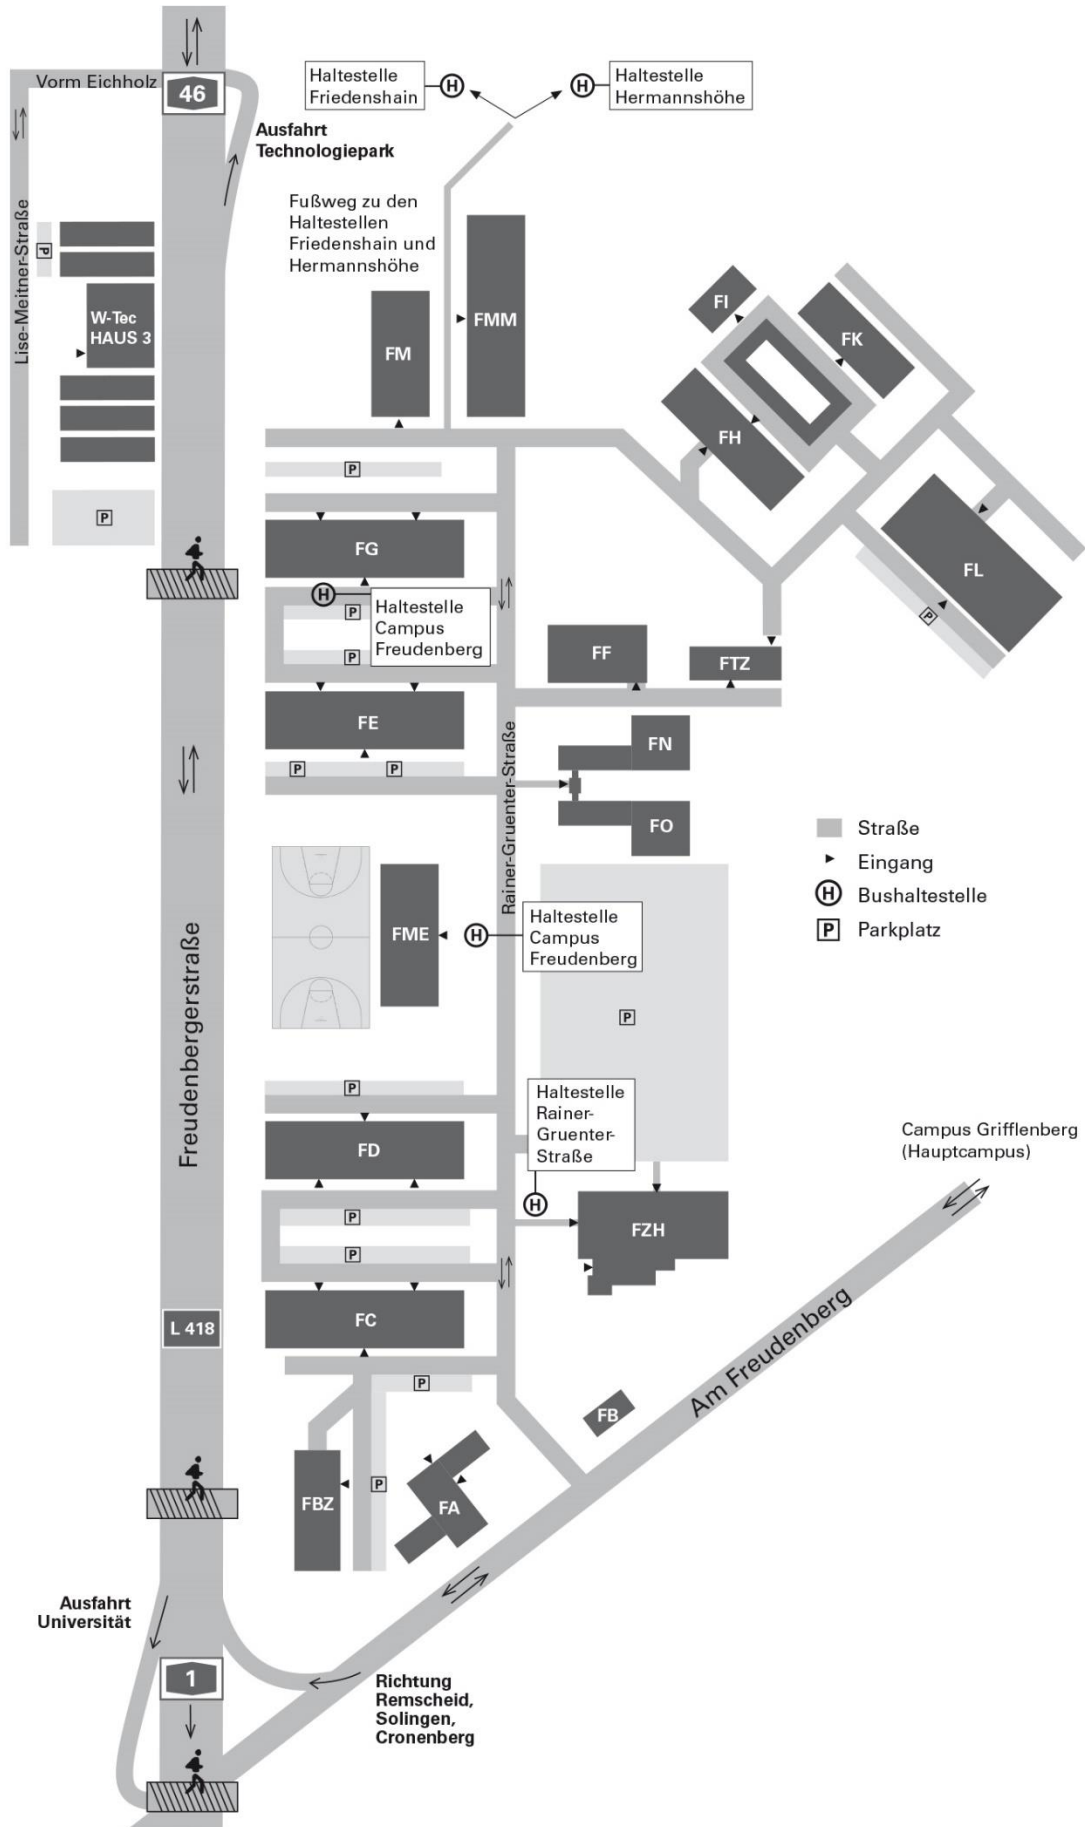 Vorm Eichholz
46
Haltestelle
Friedenshain
H
H
Haltestelle
Hermannshöhe
Ausfahrt
Technologiepark
Fußweg zu den
Haltestellen
Friedenshain und
Hermannshöhe
Lise-Meitner-Straße
P
W-Tec
HAUS 3
P
FM
FMM
FI
FK
FH
FL
P
P
FG
H
P
Haltestelle
Campus
Freudenberg
P
FE
P
P
FF
FTZ
FN
FO
Rainer-Gruenter-Straße
Straße
Eingang
H
Bushaltestelle
P
Parkplatz
Freudenbergerstraße
FME
H
Haltestelle
Campus
Freudenberg
P
P
FD
Haltestelle
Rainer-
Gruenter-
Straße
H
P
P
FZH
Campus Grifflenberg
(Hauptcampus)
FC
L 418
P
Am Freudenberg
FB
FBZ
P
FA
Ausfahrt
Universität
1
Richtung
Remscheid,
Solingen,
Cronenberg